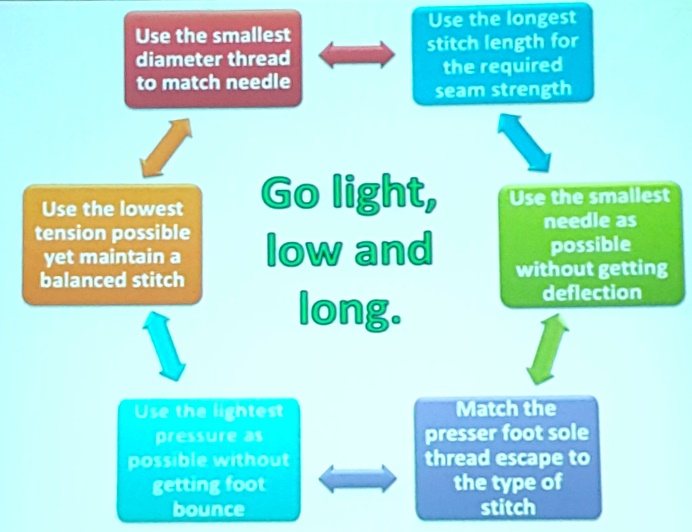 Use the smallest
diameter thread
to match needle
Use the longest
stitch length for
the required
seam strength
Use the lowest
tension possible
yet maintain a
balanced stitch
Go light,
low and
long.
Use the smallest
needle as
possible
without getting
deflection
Use the lightest
pressure as
possible without
getting foot
bounce
Match the
presser foot sole
thread escape to
the type of
stitch